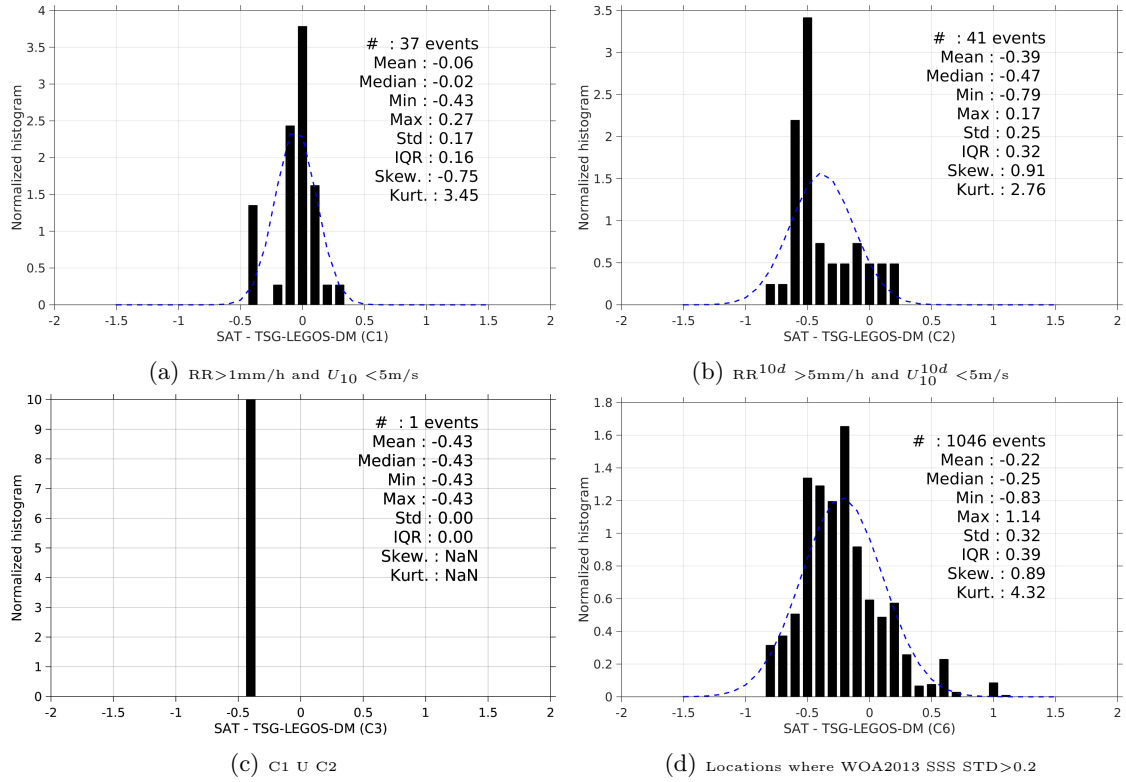 4
3.5
3
2.5
2
1.5
1
0.5
0
Normalized histogram
# : 37 events
Mean : -0.06
Median : -0.02
Min : -0.43
Max : 0.27
Std : 0.17
IQR : 0.16
Skew. : -0.75
Kurt. : 3.45
-2 -1.5 -1 -0.5 0 0.5 1 1.5 2
SAT - TSG-LEGOS-DM (C1)
(a) RR>1mm/h and U10 <5m/s
3.5
3
2.5
2
1.5
1
0.5
0
Normalized histogram
# : 41 events
Mean : -0.39
Median : -0.47
Min : -0.79
Max : 0.17
Std : 0.25
IQR : 0.32
Skew. : 0.91
Kurt. : 2.76
-2 -1.5 -1 -0.5 0 0.5 1 1.5 2
SAT - TSG-LEGOS-DM (C2)
(b) RR^10d >5mm/h and U10^10d <5m/s
10
9
8
7
6
5
4
3
2
1
0
Normalized histogram
# : 1 events
Mean : -0.43
Median : -0.43
Min : -0.43
Max : -0.43
Std : 0.00
IQR : 0.00
Skew. : NaN
Kurt. : NaN
-2 -1.5 -1 -0.5 0 0.5 1 1.5 2
SAT - TSG-LEGOS-DM (C3)
(c) C1 U C2
1.8
1.6
1.4
1.2
1
0.8
0.6
0.4
0.2
0
Normalized histogram
# : 1046 events
Mean : -0.22
Median : -0.25
Min : -0.83
Max : 1.14
Std : 0.32
IQR : 0.39
Skew. : 0.89
Kurt. : 4.32
-2 -1.5 -1 -0.5 0 0.5 1 1.5 2
SAT - TSG-LEGOS-DM (C6)
(d) Locations where WOA2013 SSS STD>0.2